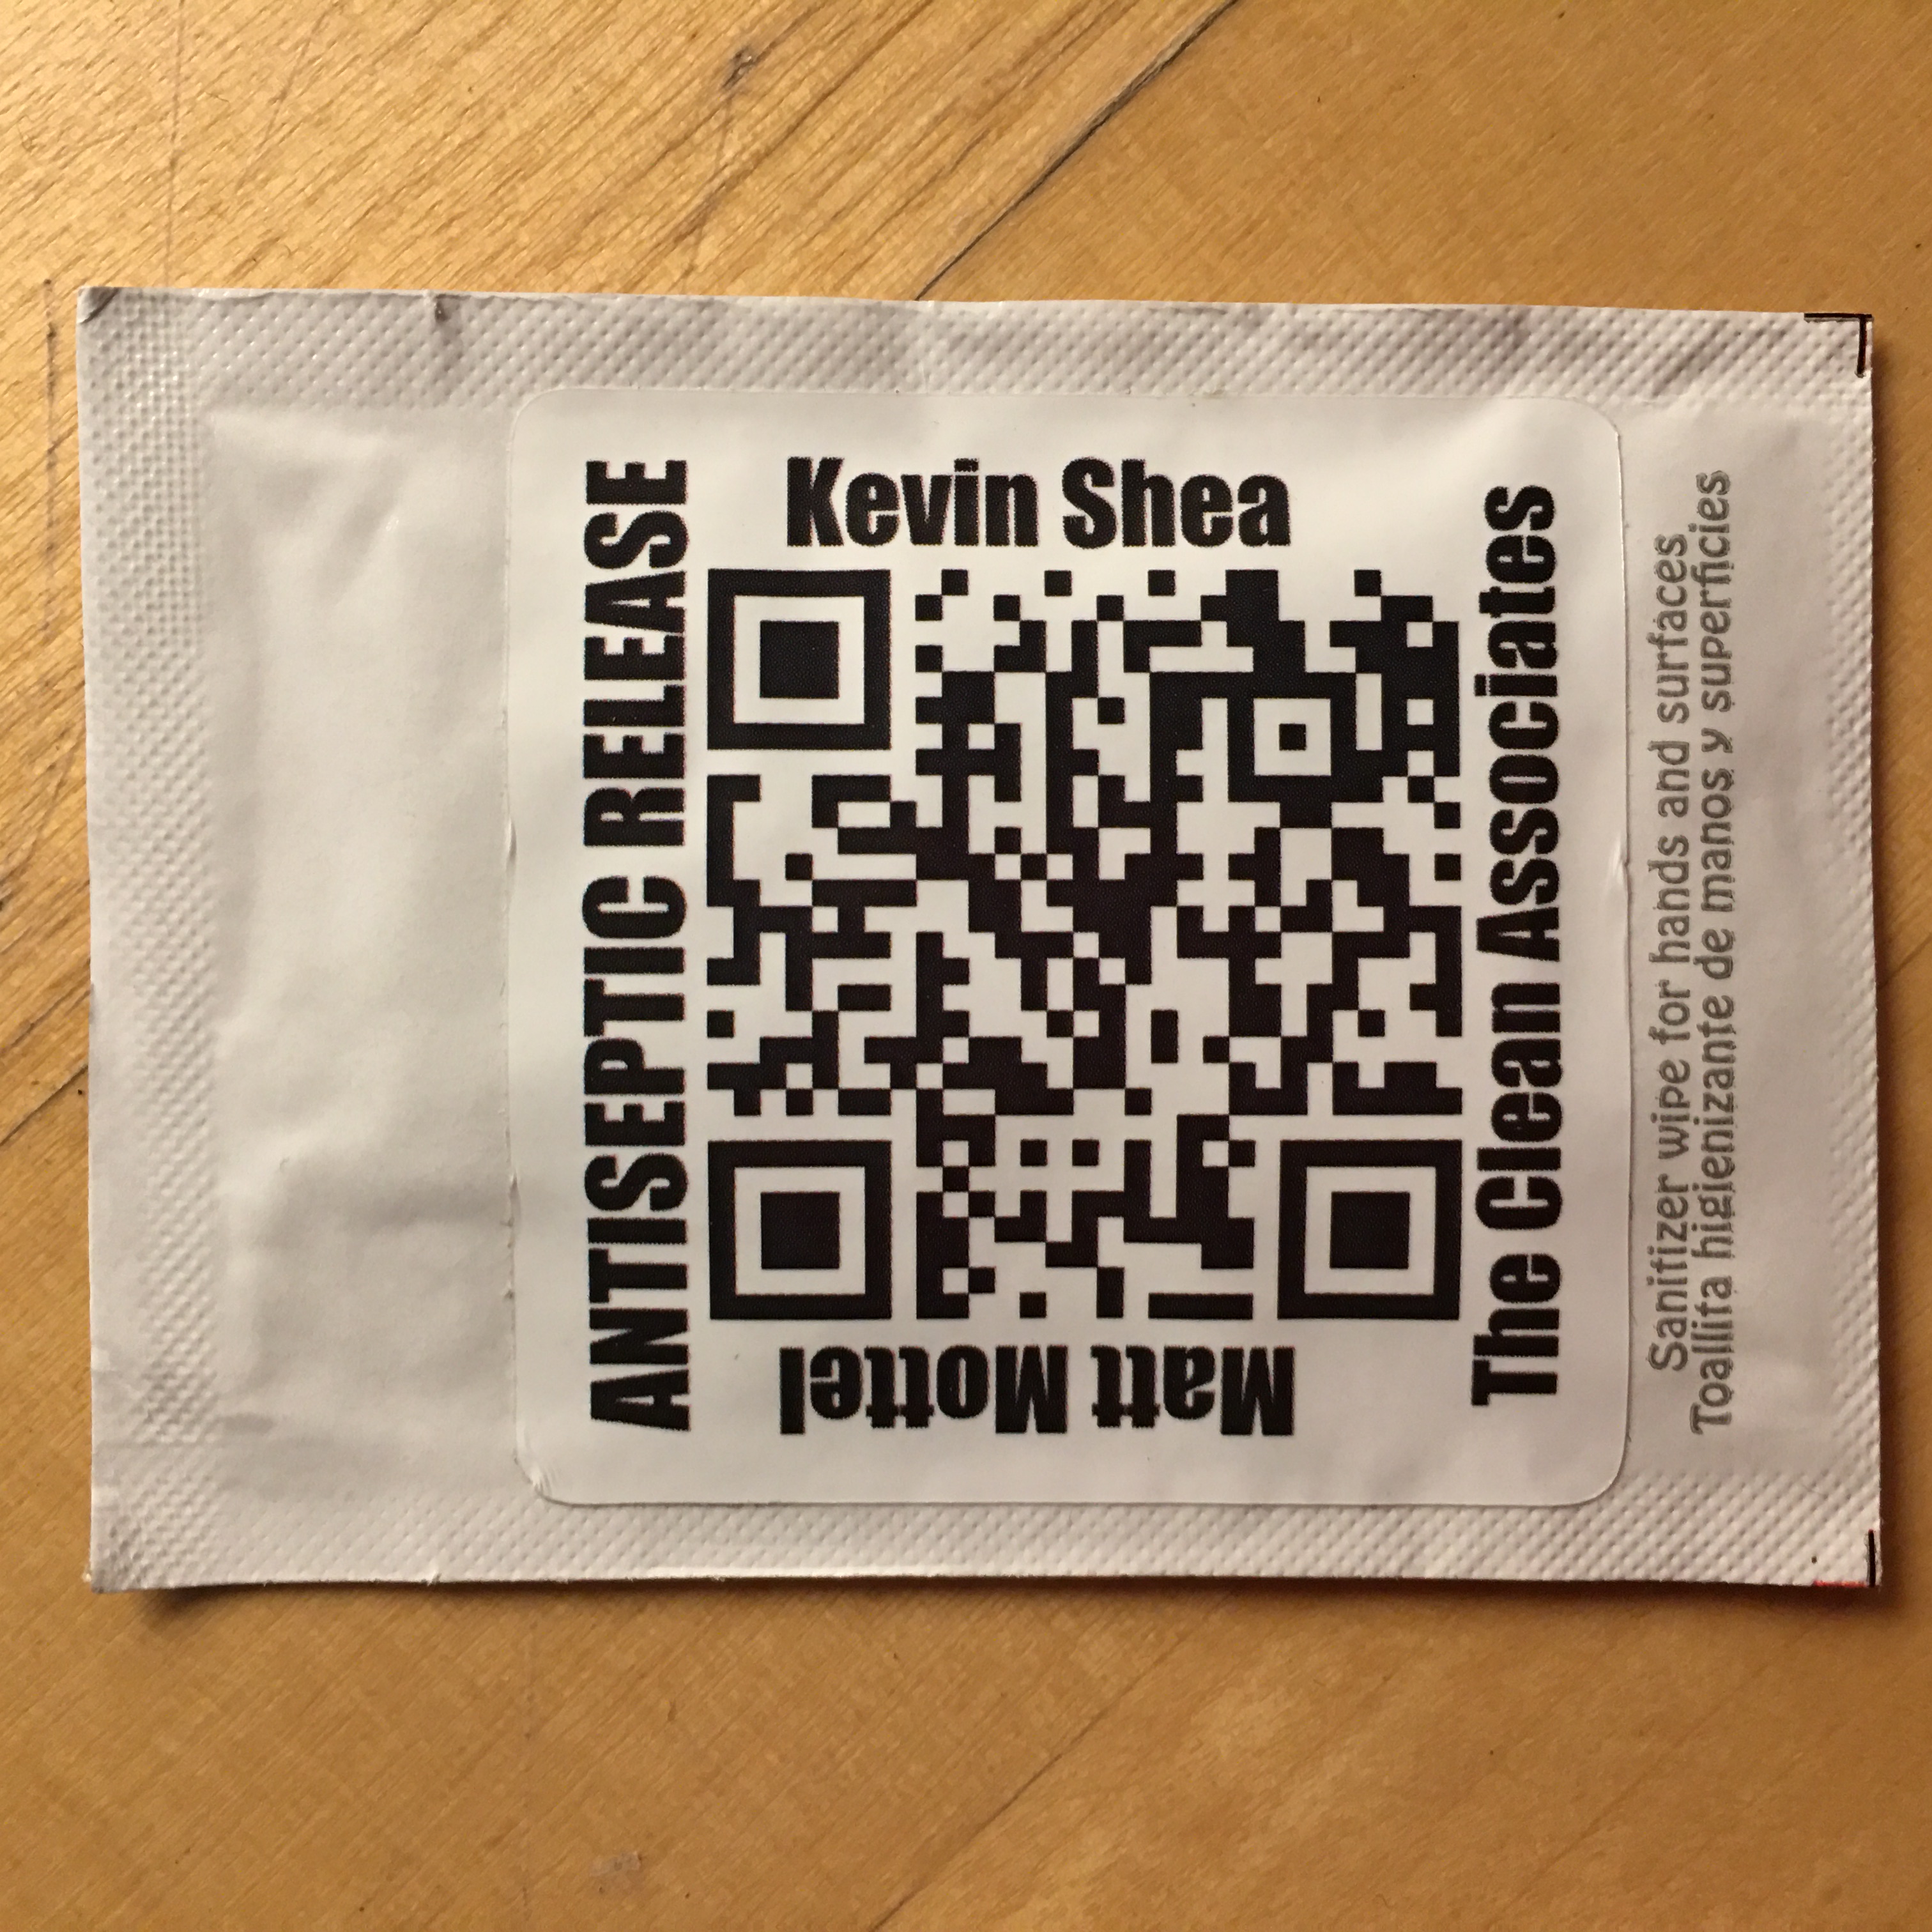 Kevin Shea
ANTISEPTIC RELEASE
The Clean Associates
Matt Mottel
Sanitizer wipe for hands and surfaces
Toallita higienizante de manos y superficies